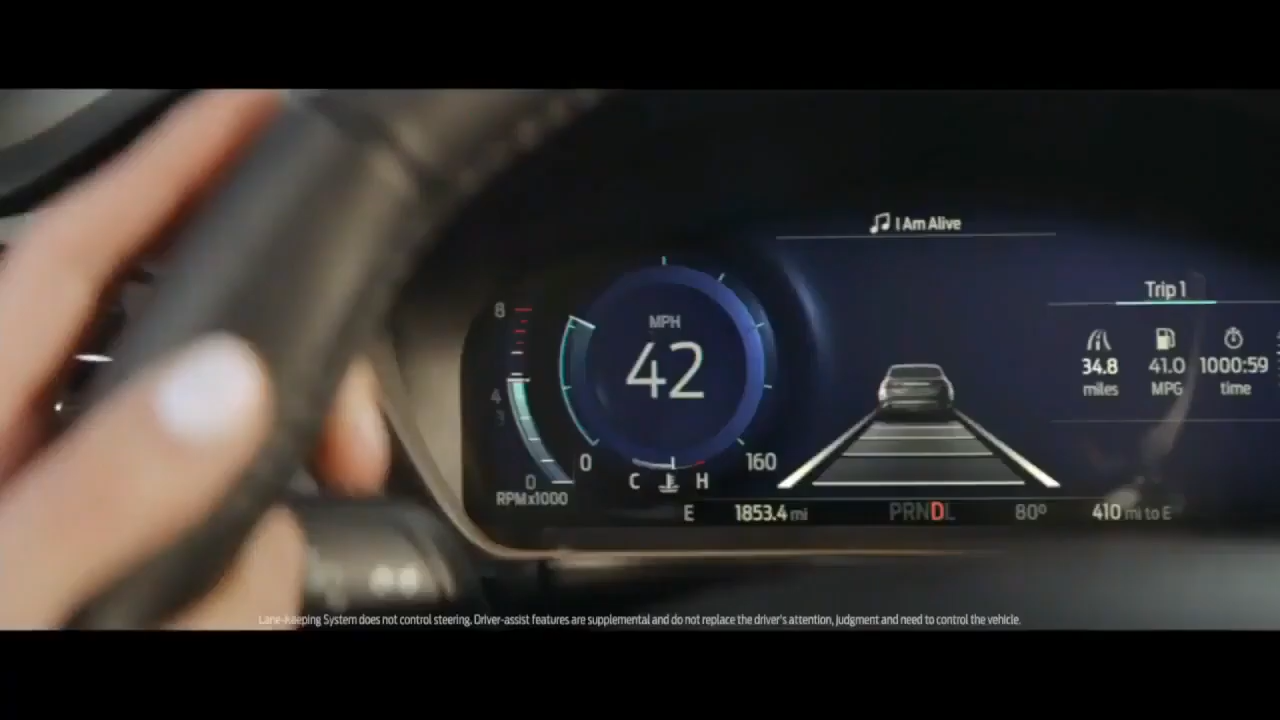 I Am Alive
Trip 1
8
MPH
42
34.8 41.0 1000:59
miles MPG time
4
3
0
RPMx1000
0
160
C H
E 1853.4 mi PRNDL 80º 410 mi to E
Lane-Keeping System does not control steering. Driver-assist features are supplemental and do not replace the driver's attention, judgment and need to control the vehicle.